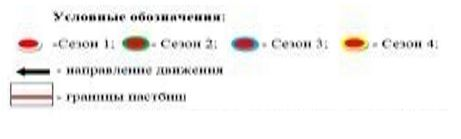 Условные обозначения:
-Сезон 1; - Сезон 2; - Сезон 3; - Сезон 4;
- направление движения
- границы пастбищ